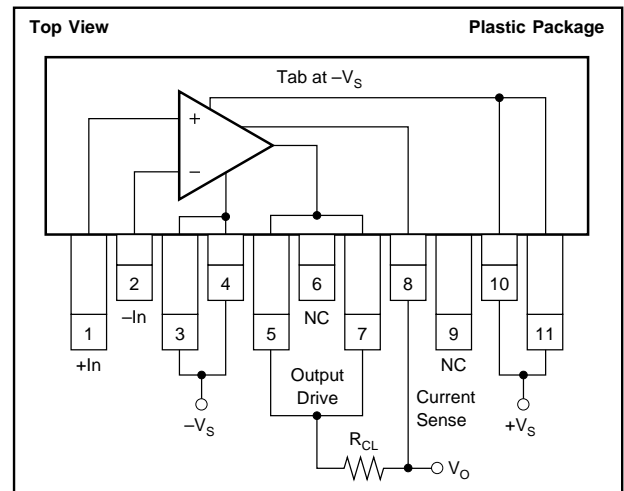 Top View
Plastic Package
Tab at –V_S
+
–
1
2
3
4
5
6
7
8
9
10
11
+In
–In
NC
NC
Output
Drive
Current
Sense
–V_S
+V_S
R_CL
V_O